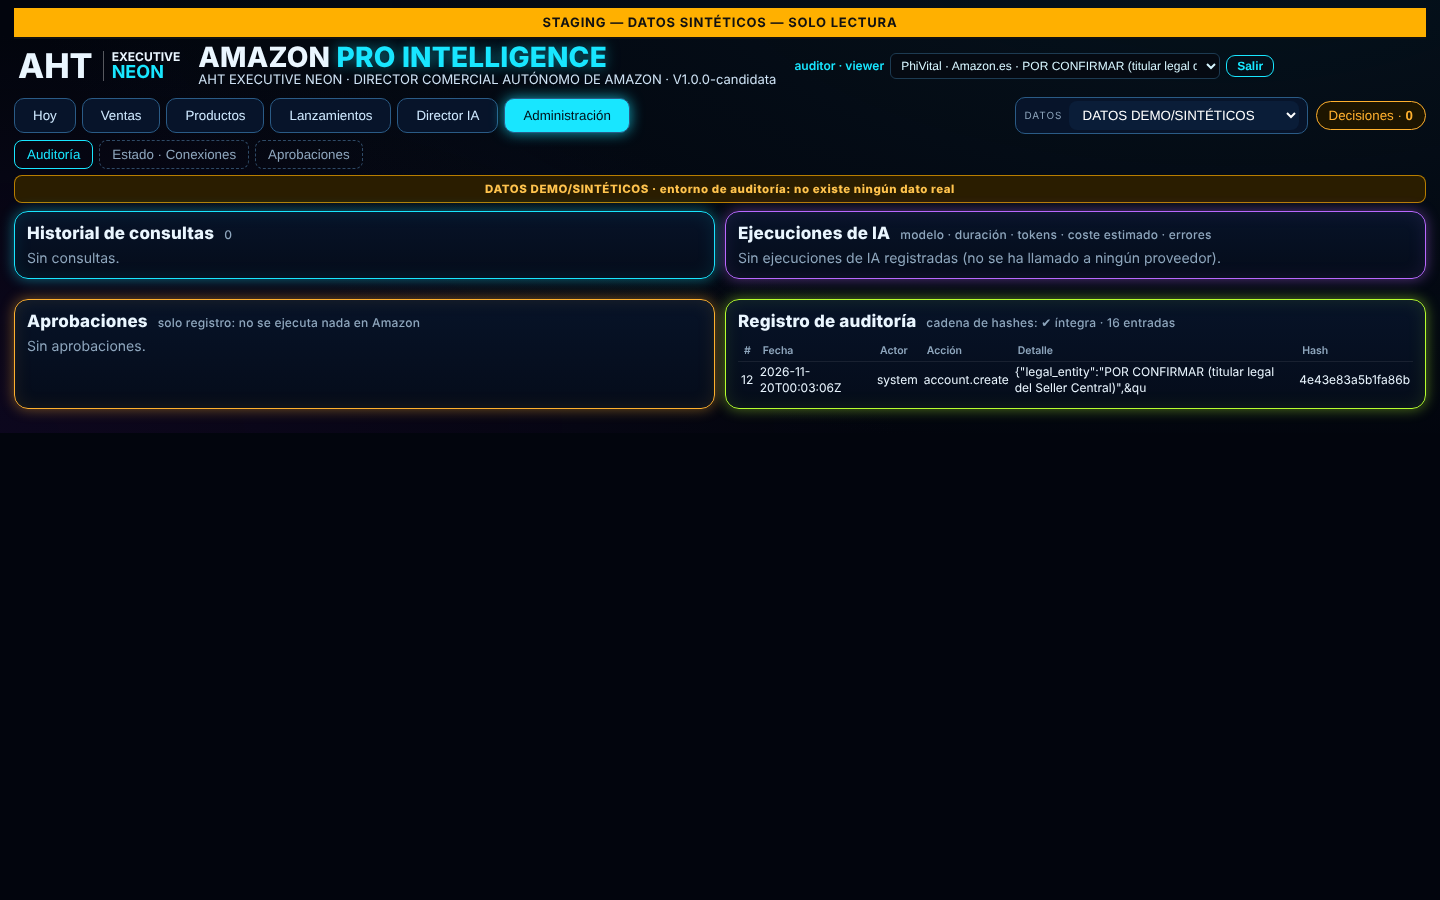 STAGING — DATOS SINTÉTICOS — SOLO LECTURA
AHT
EXECUTIVE
NEON
AMAZON PRO INTELLIGENCE
AHT EXECUTIVE NEON · DIRECTOR COMERCIAL AUTÓNOMO DE AMAZON · V1.0.0-candidata
auditor · viewer
PhiVital · Amazon.es · POR CONFIRMAR (titular legal c
Salir
Hoy
Ventas
Productos
Lanzamientos
Director IA
Administración
DATOS
DATOS DEMO/SINTÉTICOS
Decisiones · 0
Auditoría
Estado · Conexiones
Aprobaciones
DATOS DEMO/SINTÉTICOS · entorno de auditoría: no existe ningún dato real
Historial de consultas 0
Sin consultas.
Ejecuciones de IA modelo · duración · tokens · coste estimado · errores
Sin ejecuciones de IA registradas (no se ha llamado a ningún proveedor).
Aprobaciones solo registro: no se ejecuta nada en Amazon
Sin aprobaciones.
Registro de auditoría cadena de hashes: ✔ íntegra · 16 entradas
# Fecha Actor Acción Detalle Hash
12 2026-11-20T00:03:06Z system account.create {"legal_entity":"POR CONFIRMAR (titular legal del Seller Central)",&qu 4e43e83a5b1fa86b